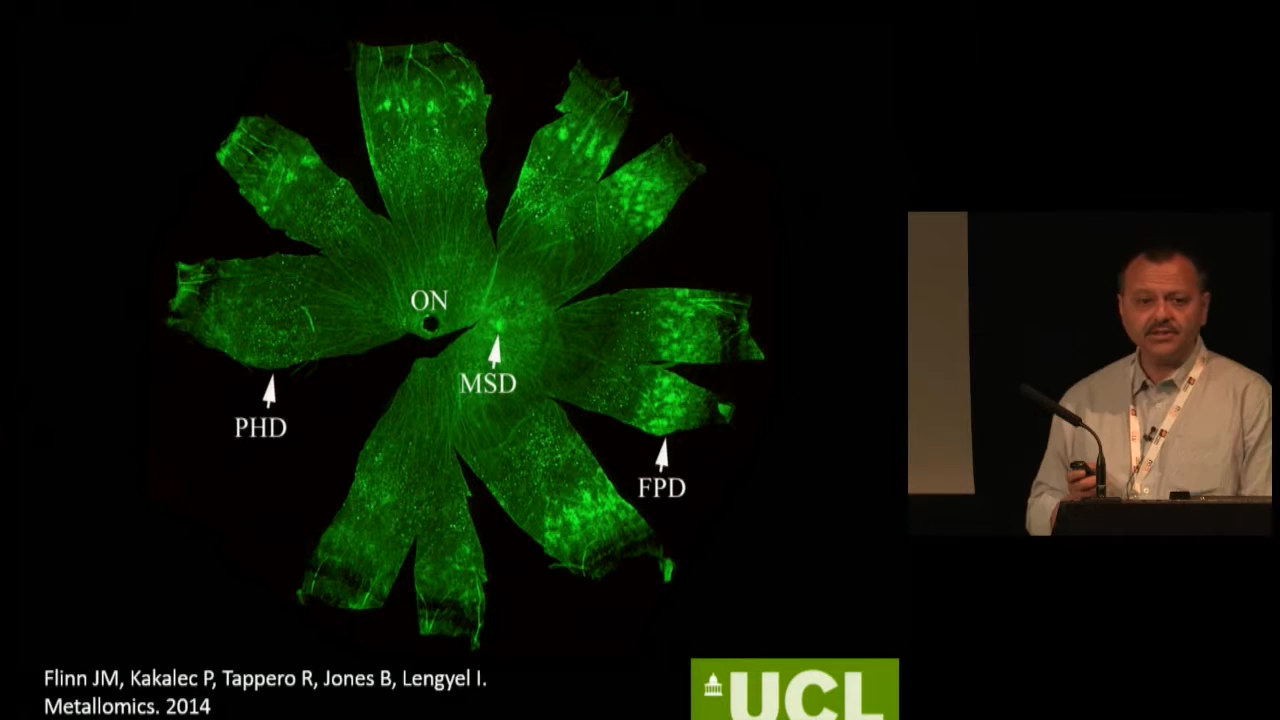 ON
MSD
PHD
FPD
Flinn JM, Kakalec P, Tappero R, Jones B, Lengyel I.
Metallomics. 2014
UCL